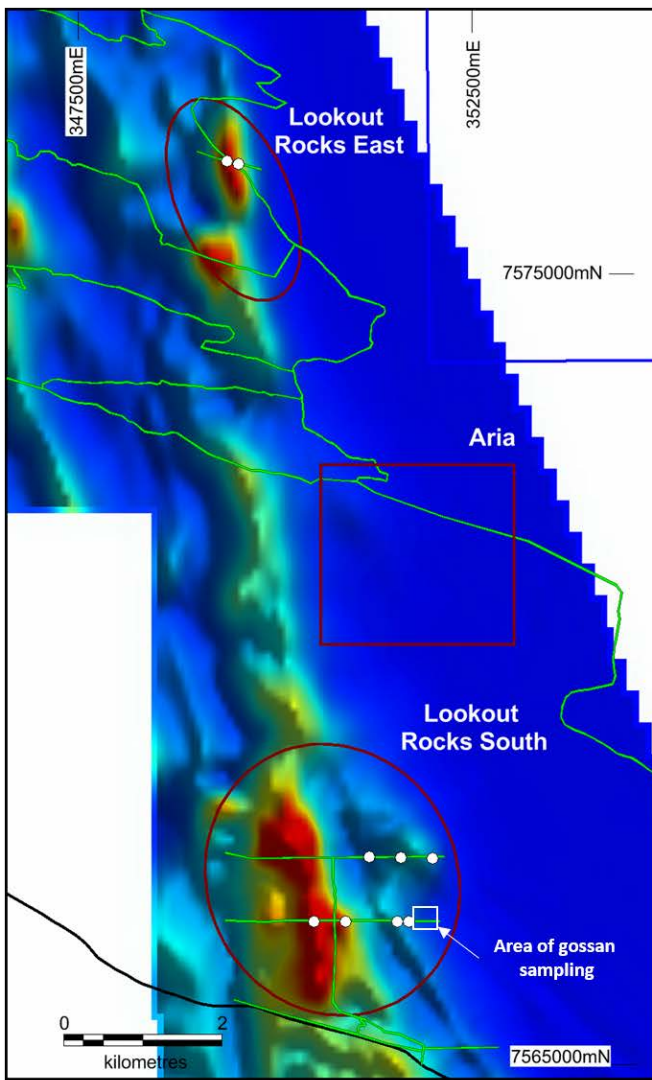 347500mE
352500mE
Lookout
Rocks East
7575000mN
Aria
Lookout
Rocks South
Area of gossan
sampling
0 2
kilometres
7565000mN